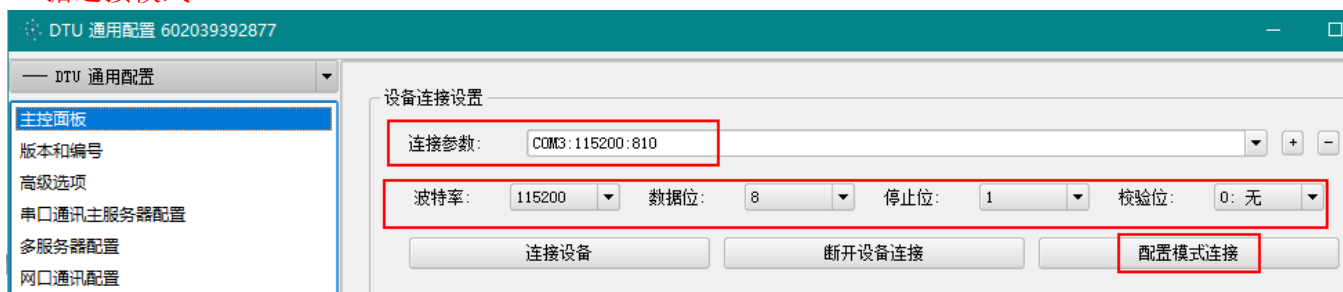 DTU 通用配置 602039392877
── DTU 通用配置
主控面板
版本和编号
高级选项
串口通讯主服务器配置
多服务器配置
网口通讯配置
设备连接设置
连接参数: COM3:115200:810
波特率: 115200 数据位: 8 停止位: 1 校验位: 0: 无
连接设备 断开设备连接 配置模式连接